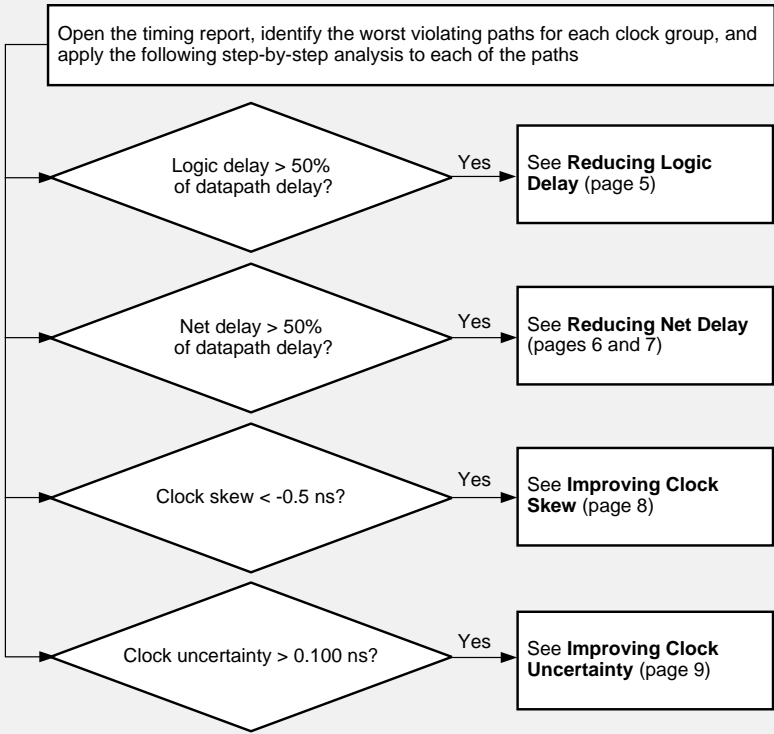 Open the timing report, identify the worst violating paths for each clock group, and
apply the following step-by-step analysis to each of the paths
Logic delay > 50%
of datapath delay?
Yes
See Reducing Logic
Delay (page 5)
Net delay > 50%
of datapath delay?
Yes
See Reducing Net Delay
(pages 6 and 7)
Clock skew < -0.5 ns?
Yes
See Improving Clock
Skew (page 8)
Clock uncertainty > 0.100 ns?
Yes
See Improving Clock
Uncertainty (page 9)